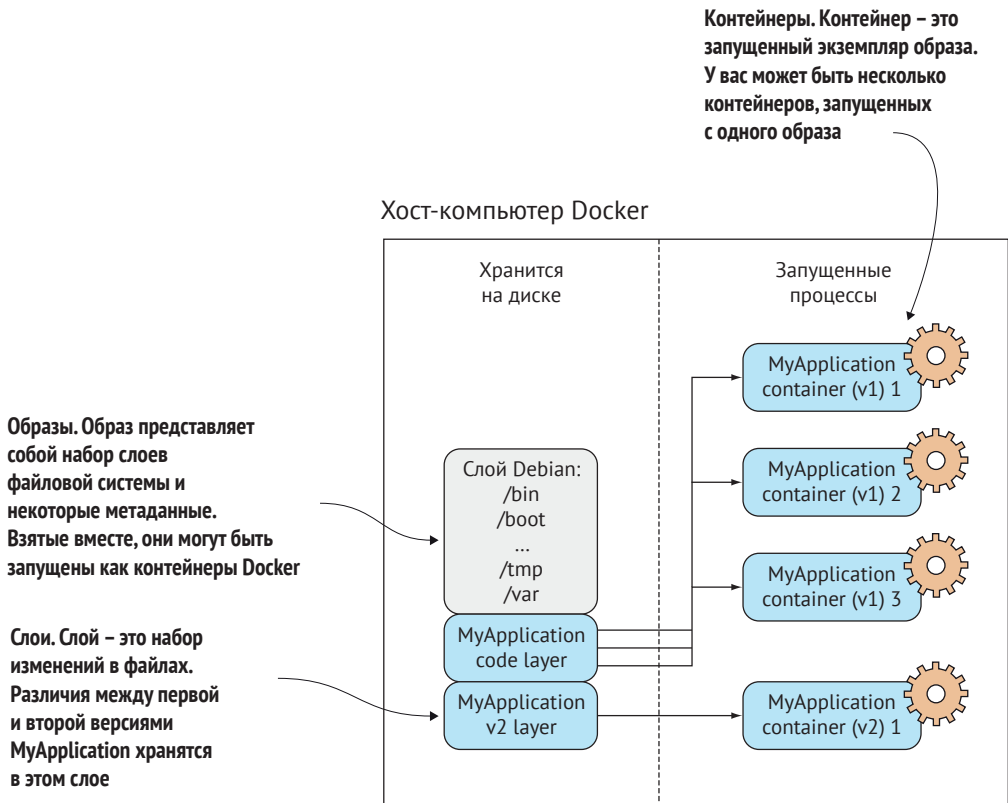 Контейнеры. Контейнер – это
запущенный экземпляр образа.
У вас может быть несколько
контейнеров, запущенных
с одного образа
Хост-компьютер Docker
Хранится
на диске
Запущенные
процессы
MyApplication
container (v1) 1
Образы. Образ представляет
собой набор слоев
файловой системы и
некоторые метаданные.
Взятые вместе, они могут быть
запущены как контейнеры Docker
Слой Debian:
/bin
/boot
...
/tmp
/var
MyApplication
container (v1) 2
MyApplication
container (v1) 3
Слои. Слой – это набор
изменений в файлах.
Различия между первой
и второй версиями
MyApplication хранятся
в этом слое
MyApplication
code layer
MyApplication
v2 layer
MyApplication
container (v2) 1